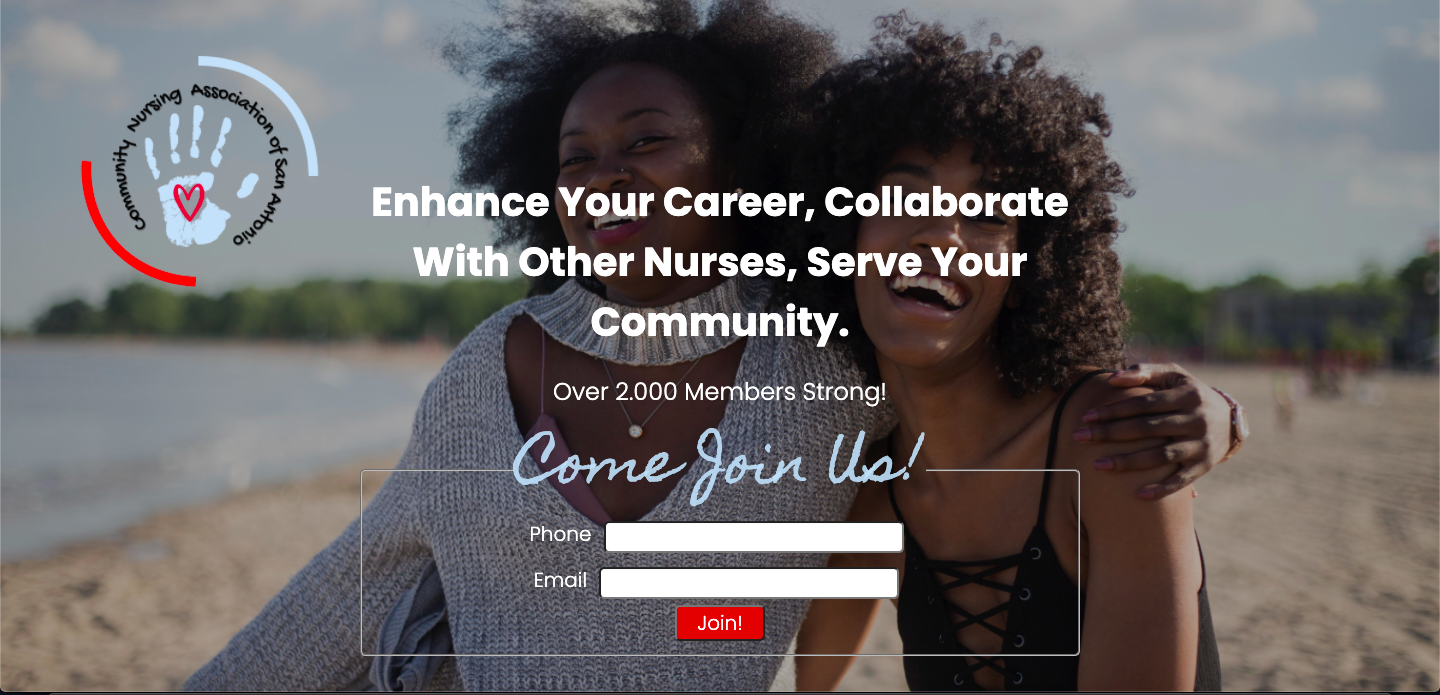 Community Nursing Association of San Antonio
Enhance Your Career, Collaborate
With Other Nurses, Serve Your
Community.
Over 2.000 Members Strong!
Come Join Us!
Phone
Email
Join!